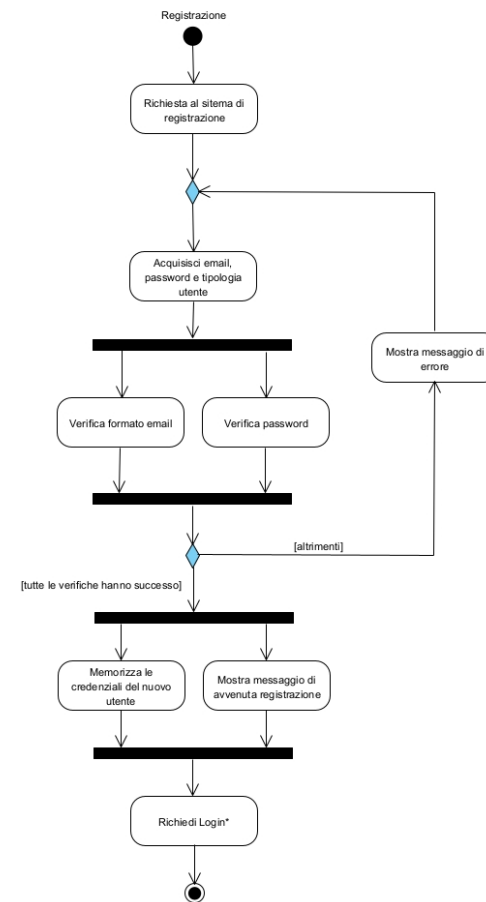 Registrazione
Richiesta al sitema di
registrazione
Acquisisci email,
password e tipologia
utente
Mostra messaggio di
errore
Verifica formato email
Verifica password
[altrimenti]
[tutte le verifiche hanno successo]
Memorizza le
credenziali del nuovo
utente
Mostra messaggio di
avvenuta registrazione
Richiedi Login*